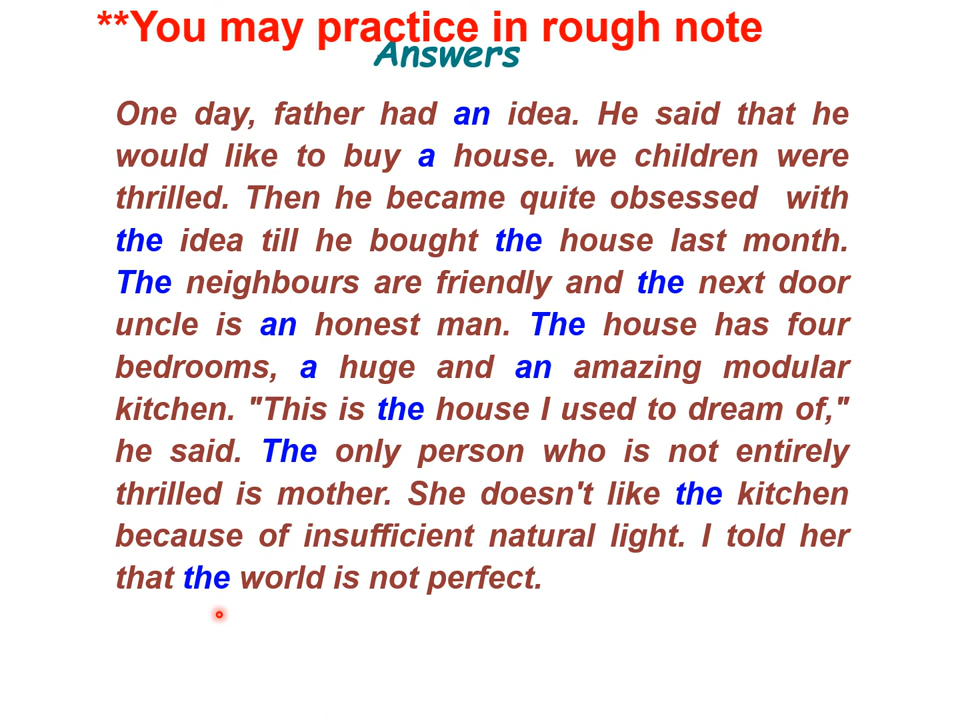 **You may practice in rough note
Answers
One day, father had an idea. He said that he
would like to buy a house. we children were
thrilled. Then he became quite obsessed with
the idea till he bought the house last month.
The neighbours are friendly and the next door
uncle is an honest man. The house has four
bedrooms, a huge and an amazing modular
kitchen. "This is the house I used to dream of,"
he said. The only person who is not entirely
thrilled is mother. She doesn't like the kitchen
because of insufficient natural light. I told her
that the world is not perfect.